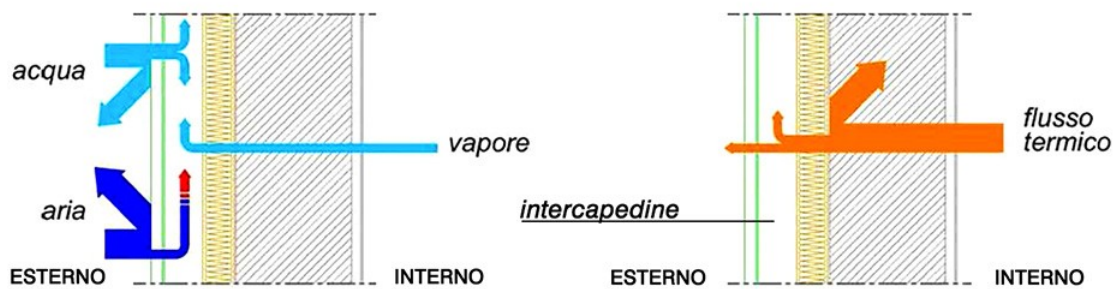 acqua
vapore
aria
ESTERNO
INTERNO
flusso
termico
intercapedine
ESTERNO
INTERNO